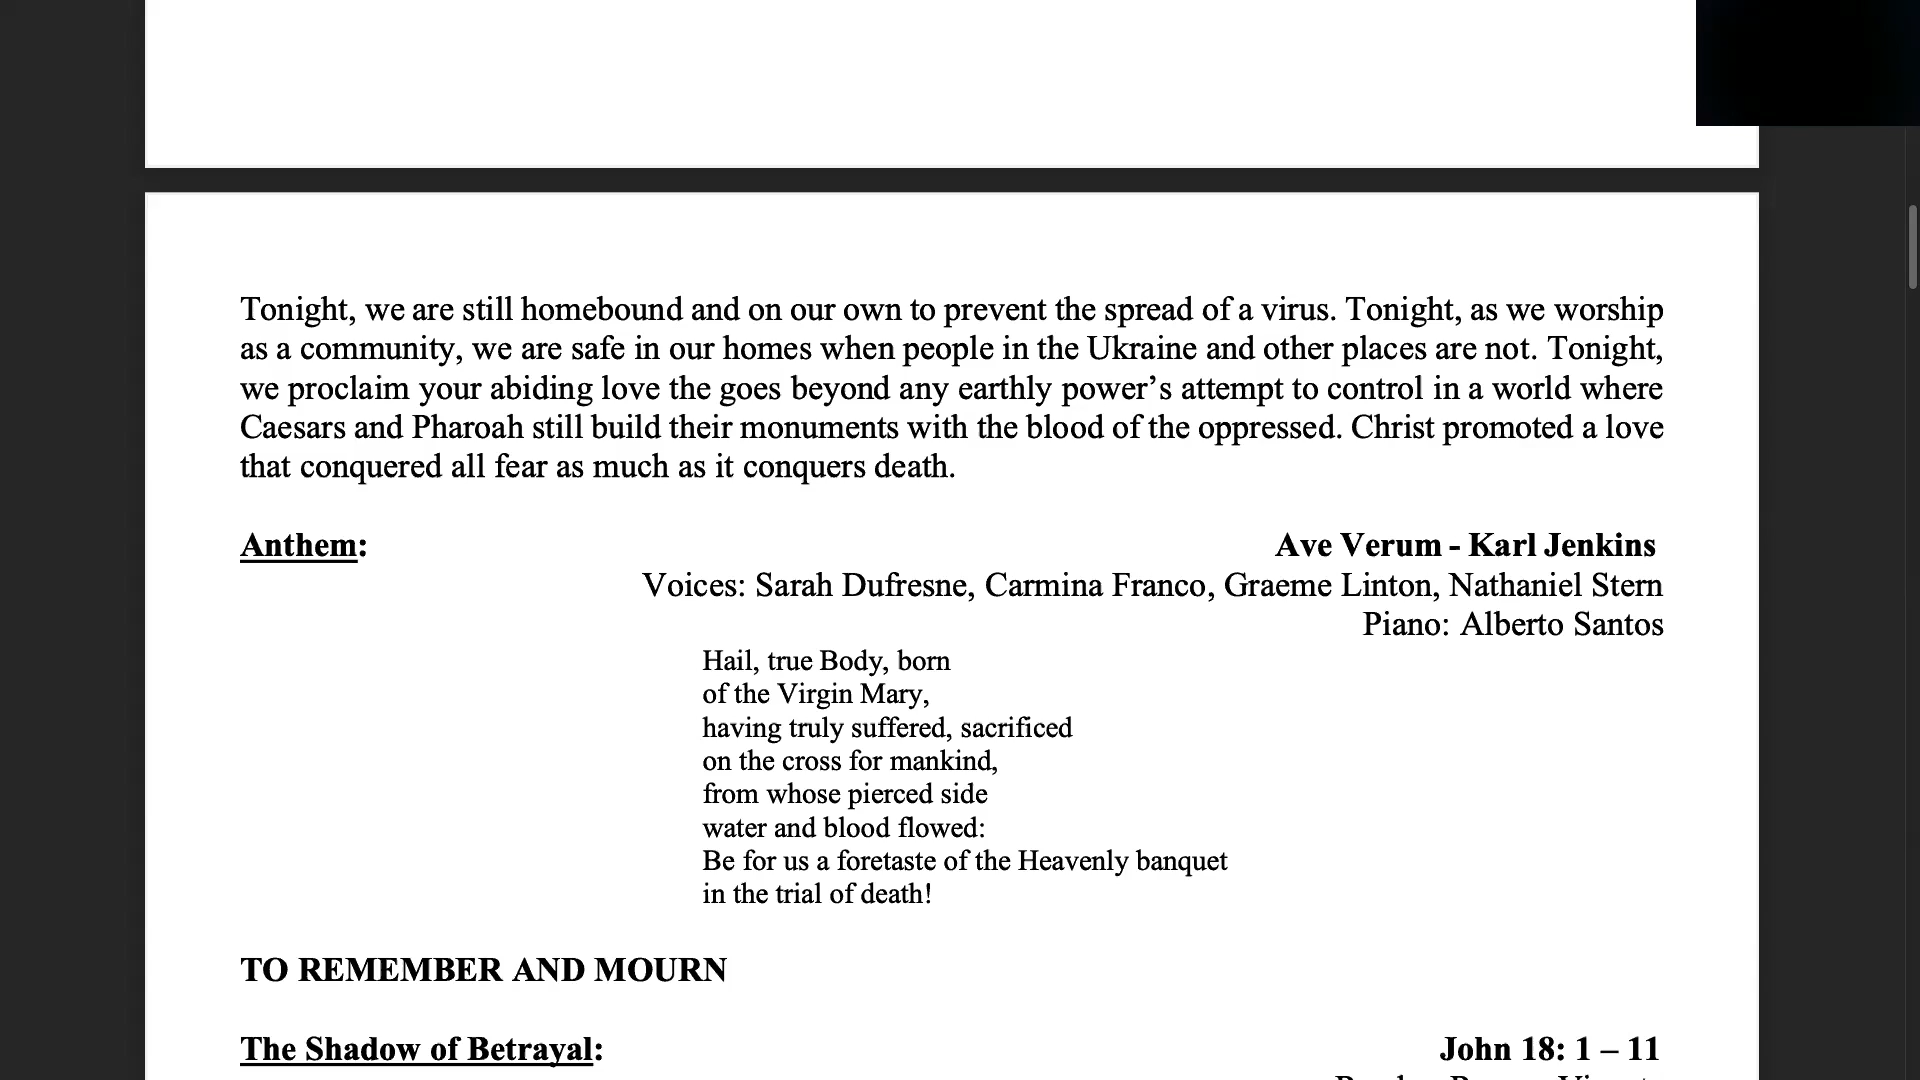 Tonight, we are still homebound and on our own to prevent the spread of a virus. Tonight, as we worship
as a community, we are safe in our homes when people in the Ukraine and other places are not. Tonight,
we proclaim your abiding love the goes beyond any earthly power’s attempt to control in a world where
Caesars and Pharoah still build their monuments with the blood of the oppressed. Christ promoted a love
that conquered all fear as much as it conquers death.
Anthem: Ave Verum - Karl Jenkins
Voices: Sarah Dufresne, Carmina Franco, Graeme Linton, Nathaniel Stern
Piano: Alberto Santos
Hail, true Body, born
of the Virgin Mary,
having truly suffered, sacrificed
on the cross for mankind,
from whose pierced side
water and blood flowed:
Be for us a foretaste of the Heavenly banquet
in the trial of death!
TO REMEMBER AND MOURN
The Shadow of Betrayal: John 18: 1 – 11